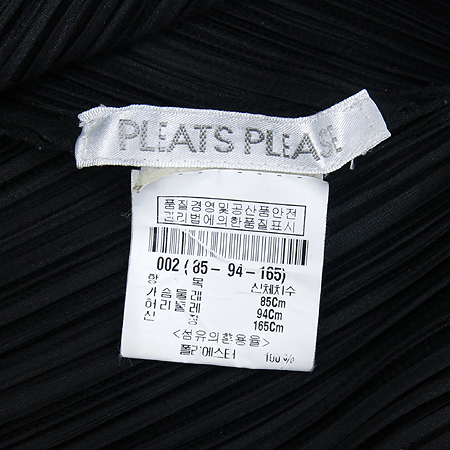 PLEATS PLEASE
품질경영및공산품안전
관리법에의한품질표시
002 ( 85 - 94 - 165)
항 목 신체치수
가슴둘레 85Cm
허리둘레 94Cm
신 장 165Cm
<섬유의혼용율>
폴리에스터 100 %